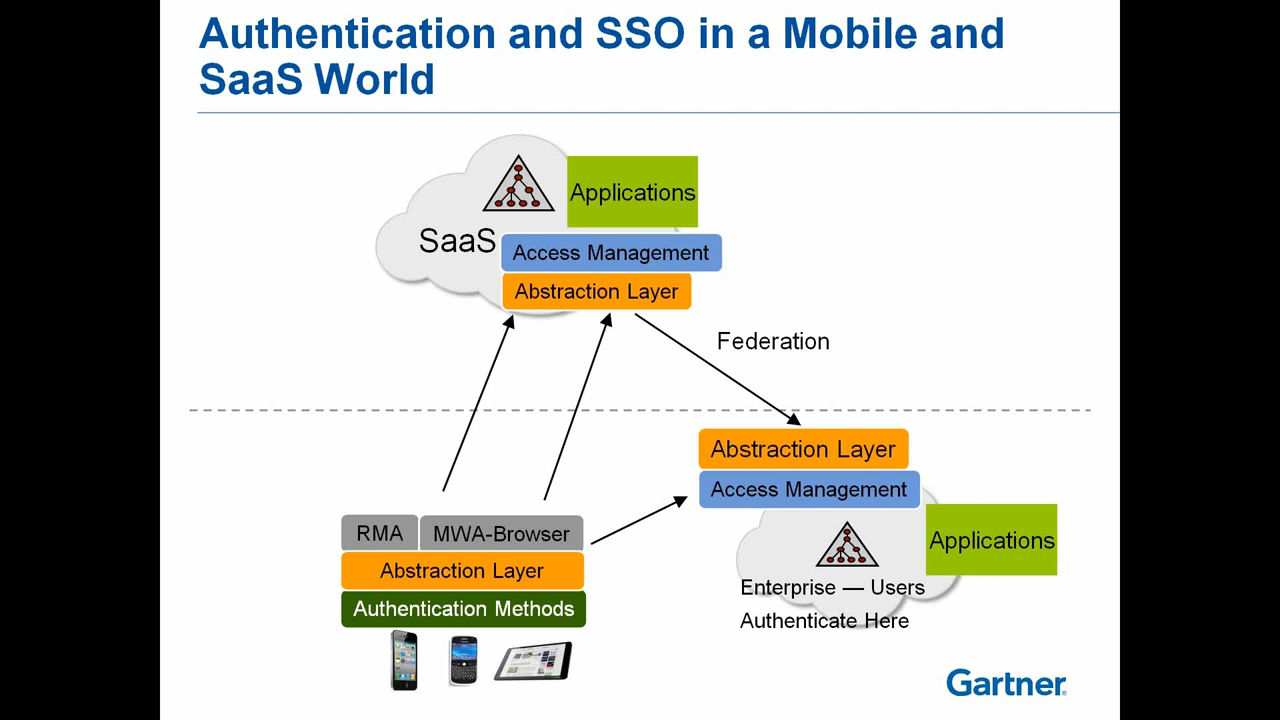 Authentication and SSO in a Mobile and
SaaS World
Applications
SaaS
Access Management
Abstraction Layer
Federation
Abstraction Layer
Access Management
Applications
Enterprise — Users
Authenticate Here
RMA
MWA-Browser
Abstraction Layer
Authentication Methods
Gartner